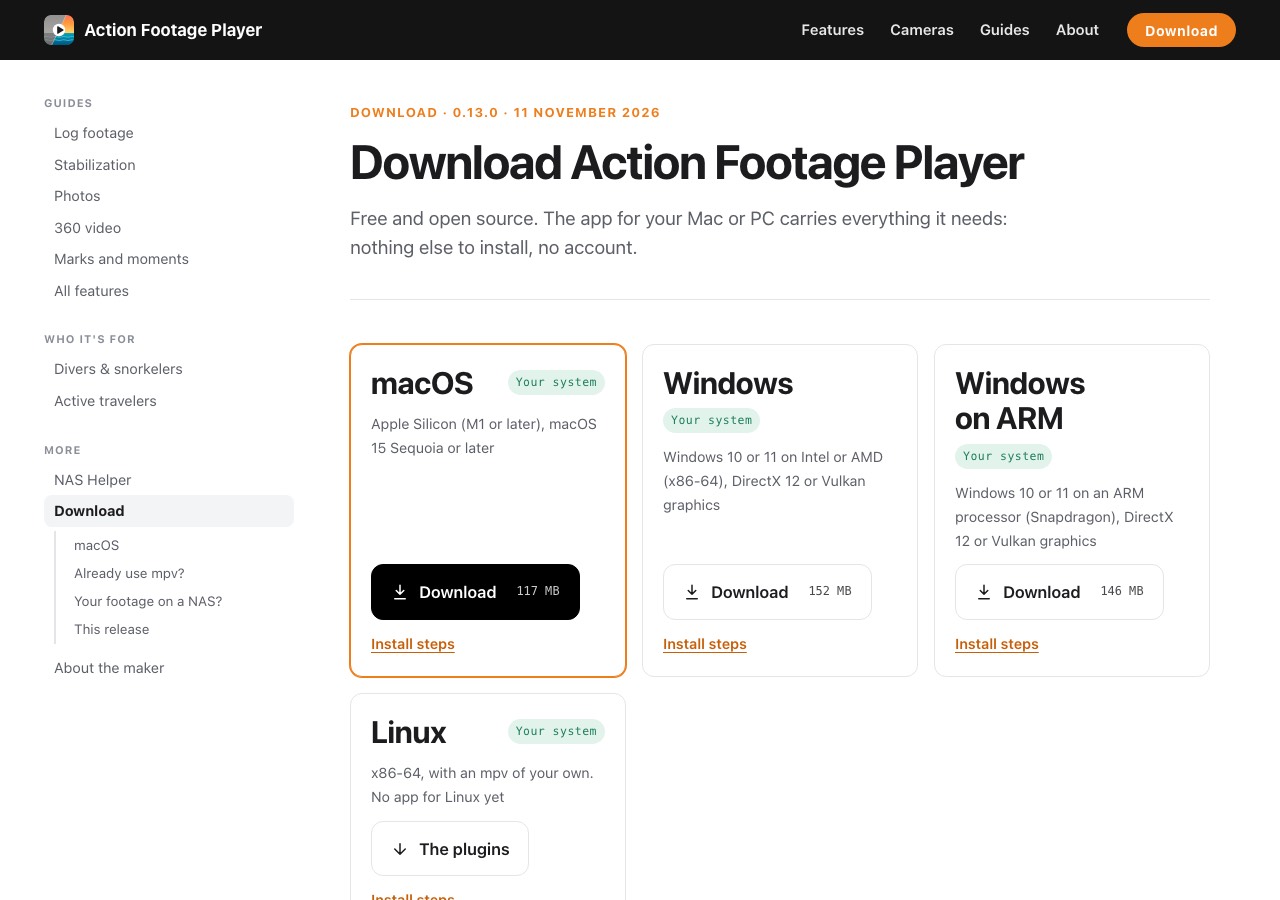 Action Footage Player
Features
Cameras
Guides
About
Download
GUIDES
Log footage
Stabilization
Photos
360 video
Marks and moments
All features
WHO IT'S FOR
Divers & snorkelers
Active travelers
MORE
NAS Helper
Download
macOS
Already use mpv?
Your footage on a NAS?
This release
About the maker
DOWNLOAD · 0.13.0 · 11 NOVEMBER 2026
Download Action Footage Player
Free and open source. The app for your Mac or PC carries everything it needs:
nothing else to install, no account.
macOS
Your system
Apple Silicon (M1 or later), macOS
15 Sequoia or later
Download 117 MB
Install steps
Windows
Your system
Windows 10 or 11 on Intel or AMD
(x86-64), DirectX 12 or Vulkan
graphics
Download 152 MB
Install steps
Windows
on ARM
Your system
Windows 10 or 11 on an ARM
processor (Snapdragon), DirectX
12 or Vulkan graphics
Download 146 MB
Install steps
Linux
Your system
x86-64, with an mpv of your own.
No app for Linux yet
The plugins
Install steps